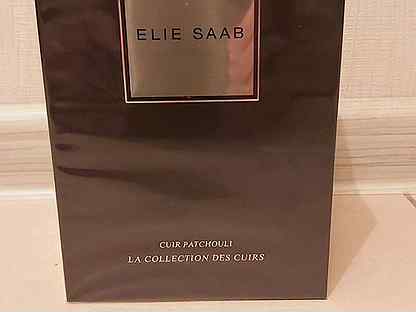 ELIE SAAB
CUIR PATCHOULI
LA COLLECTION DES CUIRS